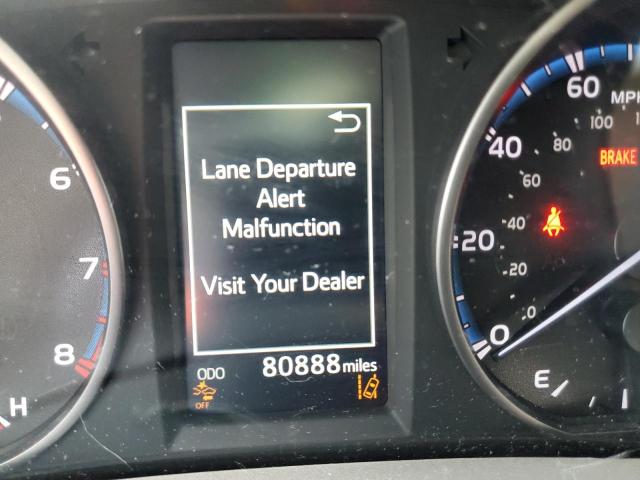 Lane Departure
Alert
Malfunction
Visit Your Dealer
ODO 80888 miles
OFF
6
7
8
H
60 MPH
100
40 80
BRAKE
60
40
20
20
0
0
E